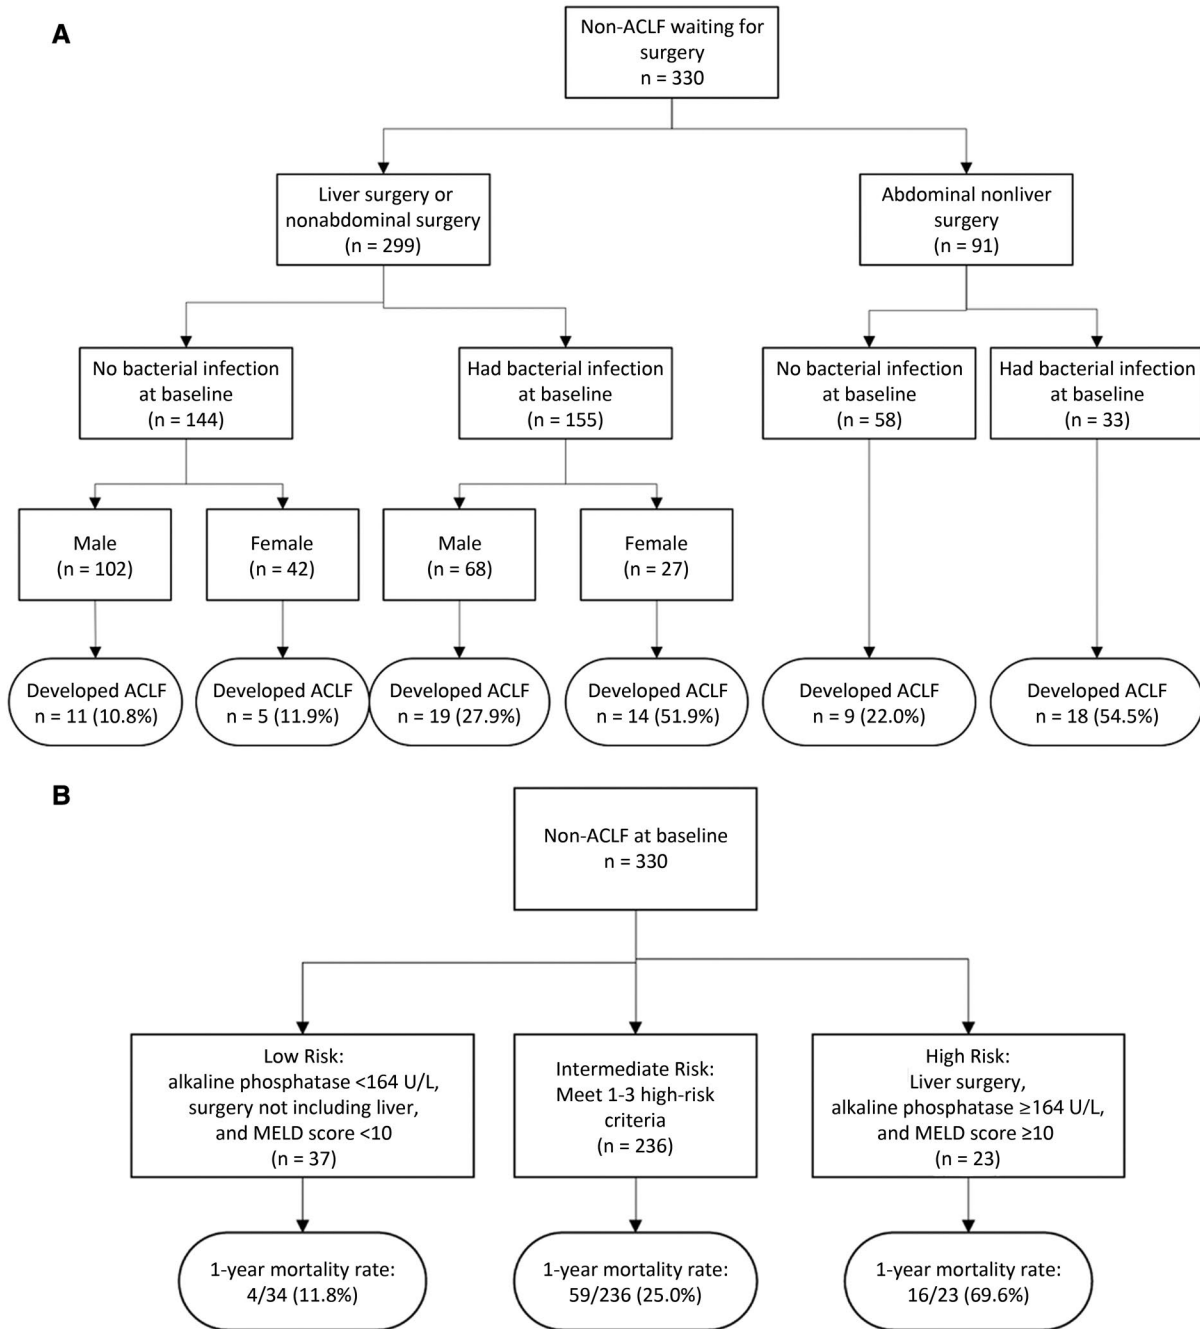 A
Non-ACLF waiting for
surgery
n = 330
Liver surgery or
nonabdominal surgery
(n = 299)
Abdominal nonliver
surgery
(n = 91)
No bacterial infection
at baseline
(n = 144)
Had bacterial infection
at baseline
(n = 155)
No bacterial infection
at baseline
(n = 58)
Had bacterial infection
at baseline
(n = 33)
Male
(n = 102)
Female
(n = 42)
Male
(n = 68)
Female
(n = 27)
Developed ACLF
n = 11 (10.8%)
Developed ACLF
n = 5 (11.9%)
Developed ACLF
n = 19 (27.9%)
Developed ACLF
n = 14 (51.9%)
Developed ACLF
n = 9 (22.0%)
Developed ACLF
n = 18 (54.5%)
B
Non-ACLF at baseline
n = 330
Low Risk:
alkaline phosphatase <164 U/L,
surgery not including liver,
and MELD score <10
(n = 37)
Intermediate Risk:
Meet 1-3 high-risk
criteria
(n = 236)
High Risk:
Liver surgery,
alkaline phosphatase ≥164 U/L,
and MELD score ≥10
(n = 23)
1-year mortality rate:
4/34 (11.8%)
1-year mortality rate:
59/236 (25.0%)
1-year mortality rate:
16/23 (69.6%)